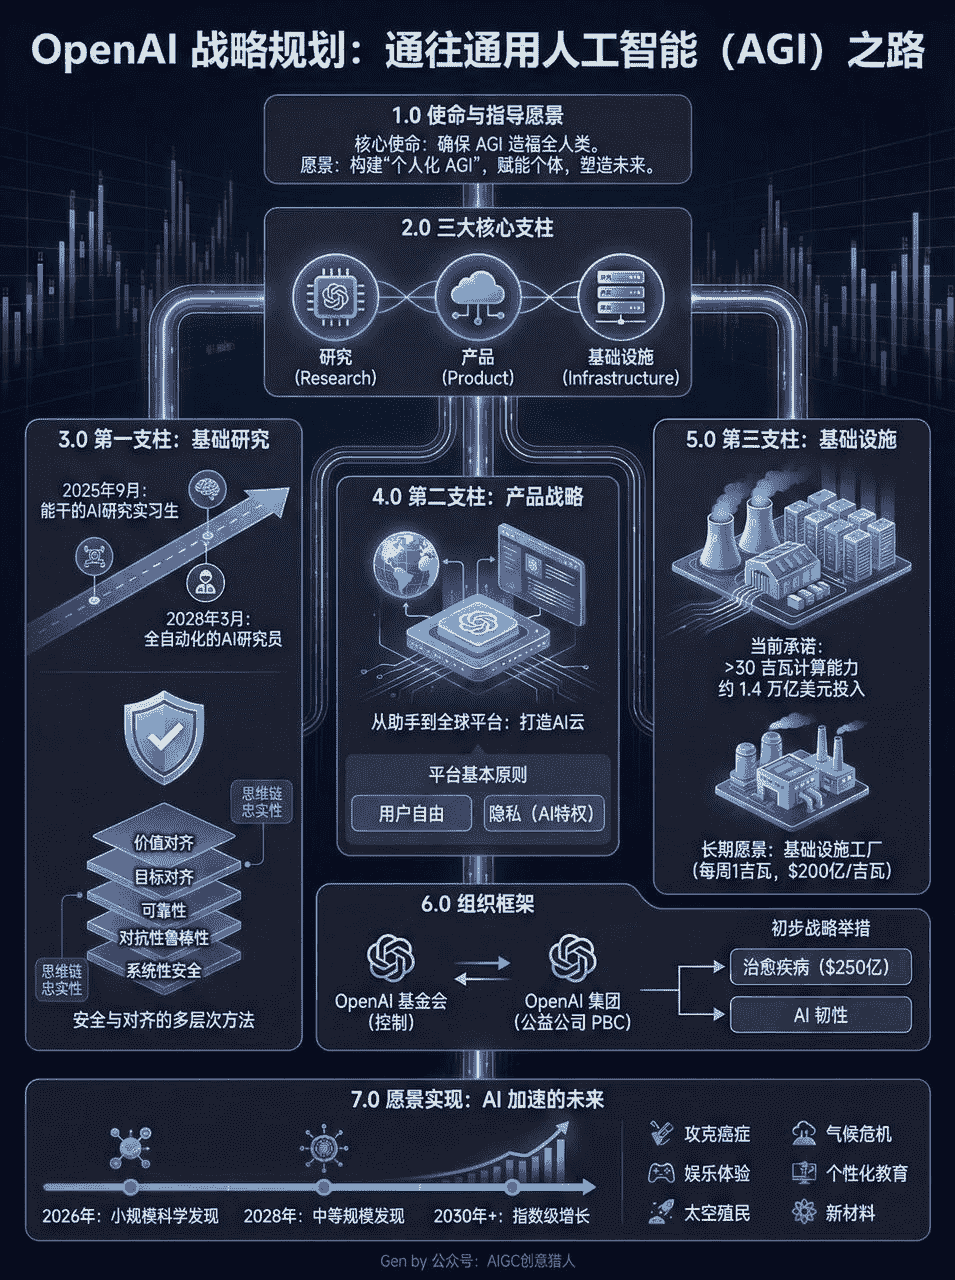 OpenAI 战略规划：通往通用人工智能（AGI）之路
1.0 使命与指导愿景
核心使命：确保 AGI 造福全人类。
愿景：构建“个人化 AGI”，赋能个体，塑造未来。
2.0 三大核心支柱
研究
(Research)
产品
(Product)
基础设施
(Infrastructure)
3.0 第一支柱：基础研究
2025年9月：
能干的AI研究实习生
2028年3月：
全自动化的AI研究员
思维链
忠实性
价值对齐
目标对齐
可靠性
对抗性鲁棒性
系统性安全
思维链
忠实性
安全与对齐的多层次方法
4.0 第二支柱：产品战略
从助手到全球平台：打造AI云
平台基本原则
用户自由
隐私（AI特权）
5.0 第三支柱：基础设施
当前承诺：
>30 吉瓦计算能力
约 1.4 万亿美元投入
长期愿景：基础设施工厂
(每周1吉瓦，$200亿/吉瓦)
6.0 组织框架
OpenAI 基金会
(控制)
OpenAI 集团
(公益公司 PBC)
初步战略举措
治愈疾病（$250亿）
AI 韧性
7.0 愿景实现：AI 加速的未来
2026年：小规模科学发现
2028年：中等规模发现
2030年+：指数级增长
攻克癌症
气候危机
娱乐体验
个性化教育
太空殖民
新材料
Gen by 公众号：AIGC创意猎人